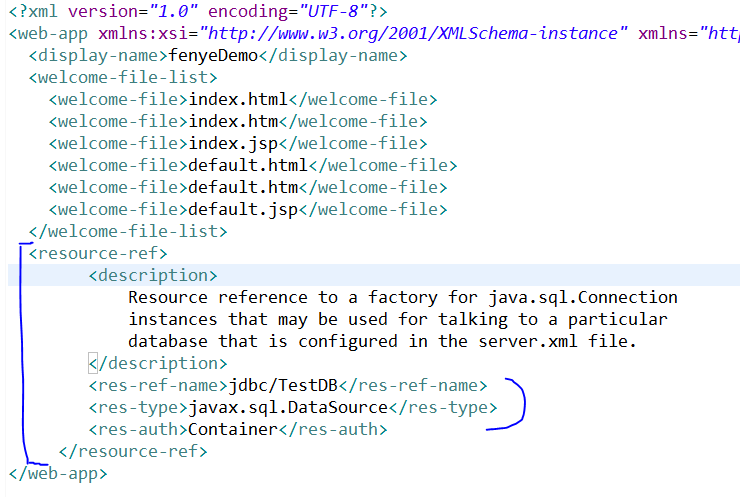 <?xml version="1.0" encoding="UTF-8"?>
<web-app xmlns:xsi="http://www.w3.org/2001/XMLSchema-instance" xmlns="http
<display-name>fenyeDemo</display-name>
<welcome-file-list>
<welcome-file>index.html</welcome-file>
<welcome-file>index.htm</welcome-file>
<welcome-file>index.jsp</welcome-file>
<welcome-file>default.html</welcome-file>
<welcome-file>default.htm</welcome-file>
<welcome-file>default.jsp</welcome-file>
</welcome-file-list>
<resource-ref>
<description>
Resource reference to a factory for java.sql.Connection
instances that may be used for talking to a particular
database that is configured in the server.xml file.
</description>
<res-ref-name>jdbc/TestDB</res-ref-name>
<res-type>javax.sql.DataSource</res-type>
<res-auth>Container</res-auth>
</resource-ref>
</web-app>